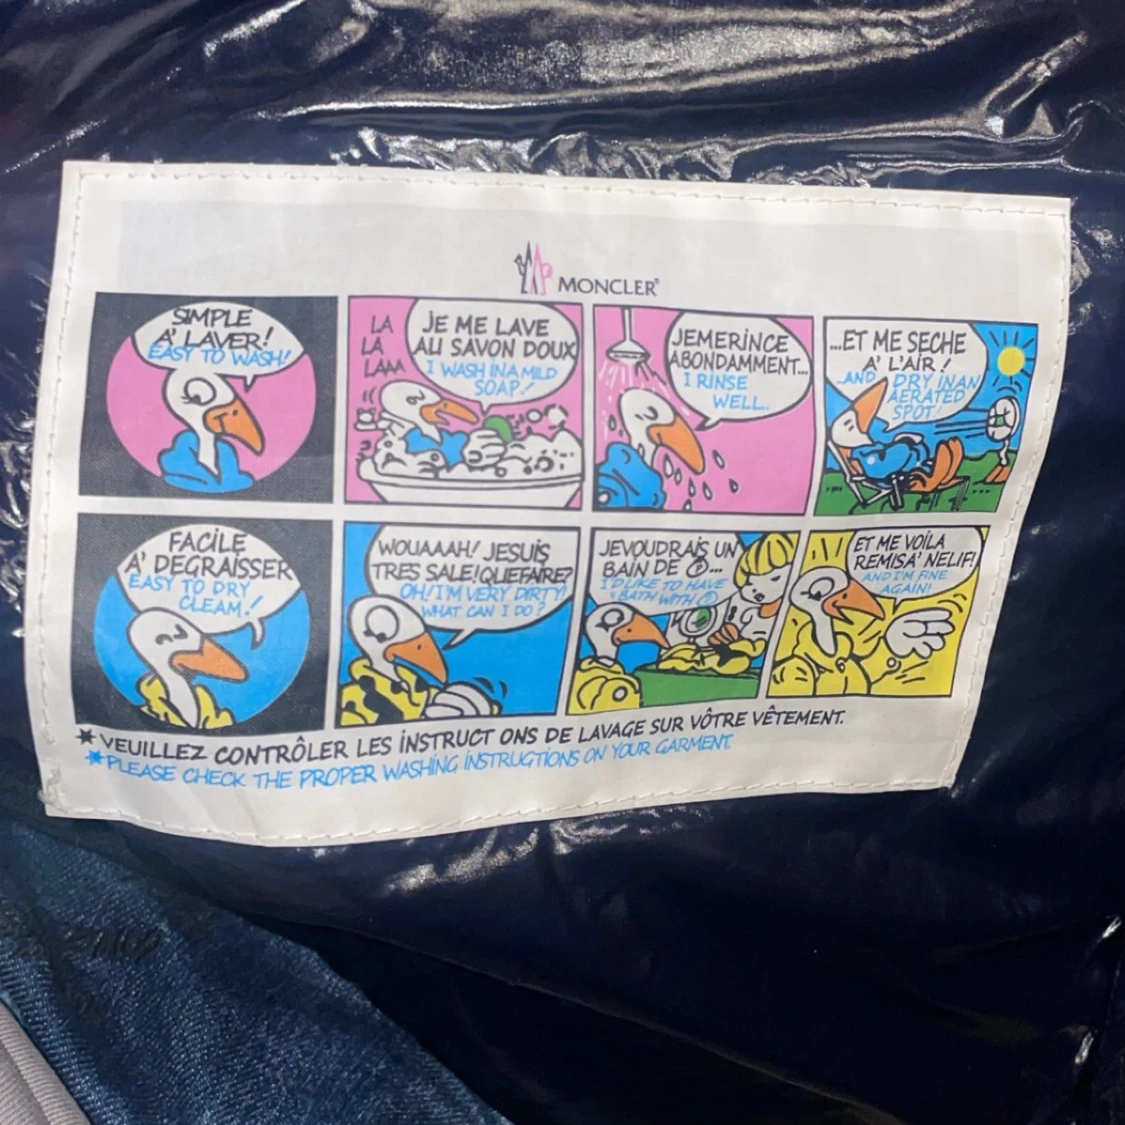 MONCLER
SIMPLE
A' LAVER!
EASY TO WASH!
LA
LA
LAAA
JE ME LAVE
AU SAVON DOUX
I WASH IN A MILD
SOAP!
JEMERINCE
ABONDAMMENT...
I RINSE
WELL..
...ET ME SECHE
A' L'AIR!
...AND DRY IN AN
AERATED
SPOT!
FACILE
A' DEGRAISSER
EASY TO DRY
CLEAM!
WOUAAAH! JESUIS
TRES SALE! QUEFAIRE?
OH! I'M VERY DIRTY!
WHAT CAN I DO?
JEVOUDRAIS UN
BAIN DE Ⓟ...
I'D LIKE TO HAVE
BATH WITH Ⓟ
ET ME VOILA
REMISA' NELIF!
AND I'M FINE
AGAIN!
*VEUILLEZ CONTRÔLER LES INSTRUCT ONS DE LAVAGE SUR VÔTRE VÊTEMENT.
*PLEASE CHECK THE PROPER WASHING INSTRUGTIONS ON YOUR GARMENT